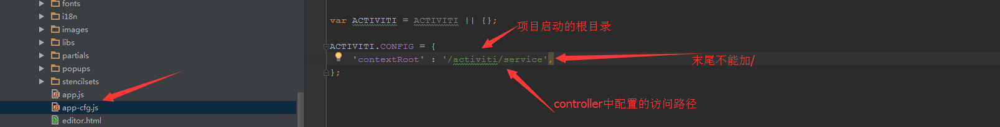 fonts
i18n
images
libs
partials
popups
stencilsets
app.js
app-cfg.js
editor.html
var ACTIVITI = ACTIVITI || {};
项目启动的根目录
ACTIVITI.CONFIG = {
'contextRoot' : '/activiti/service',
末尾不能加/
};
controller中配置的访问路径